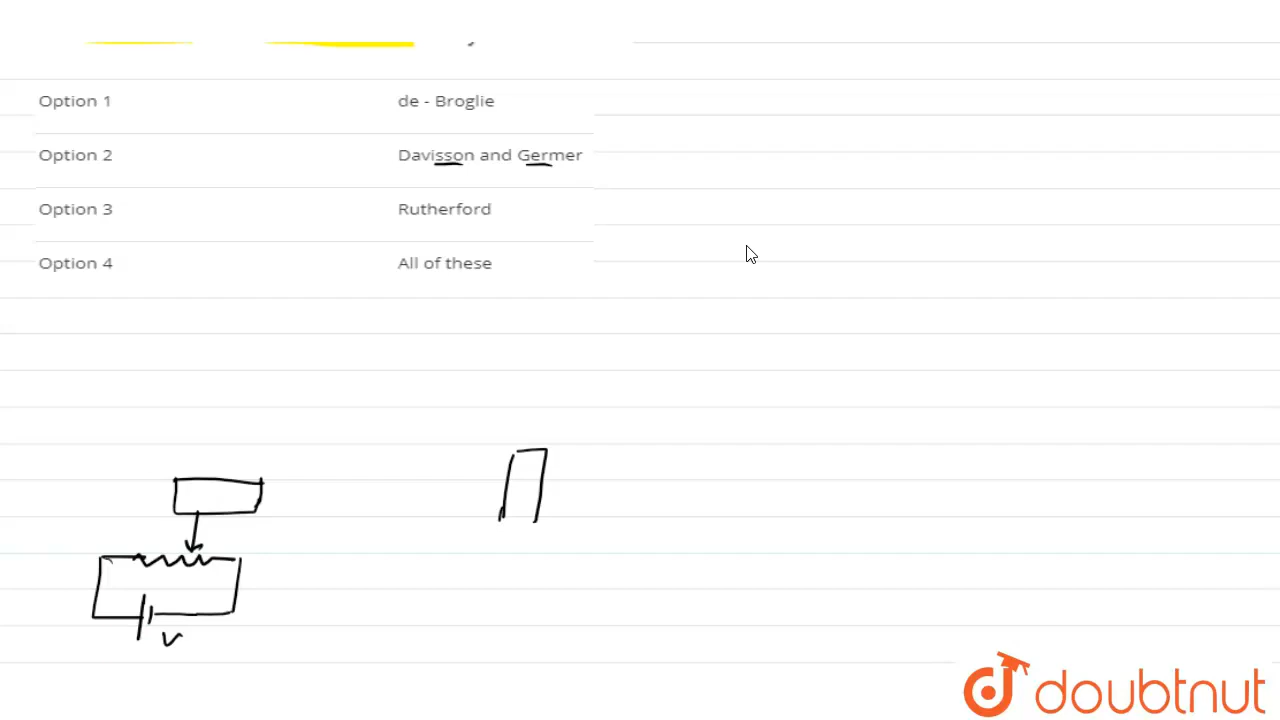 Option 1 de - Broglie
Option 2 Davisson and Germer
Option 3 Rutherford
Option 4 All of these
V
doubtnut